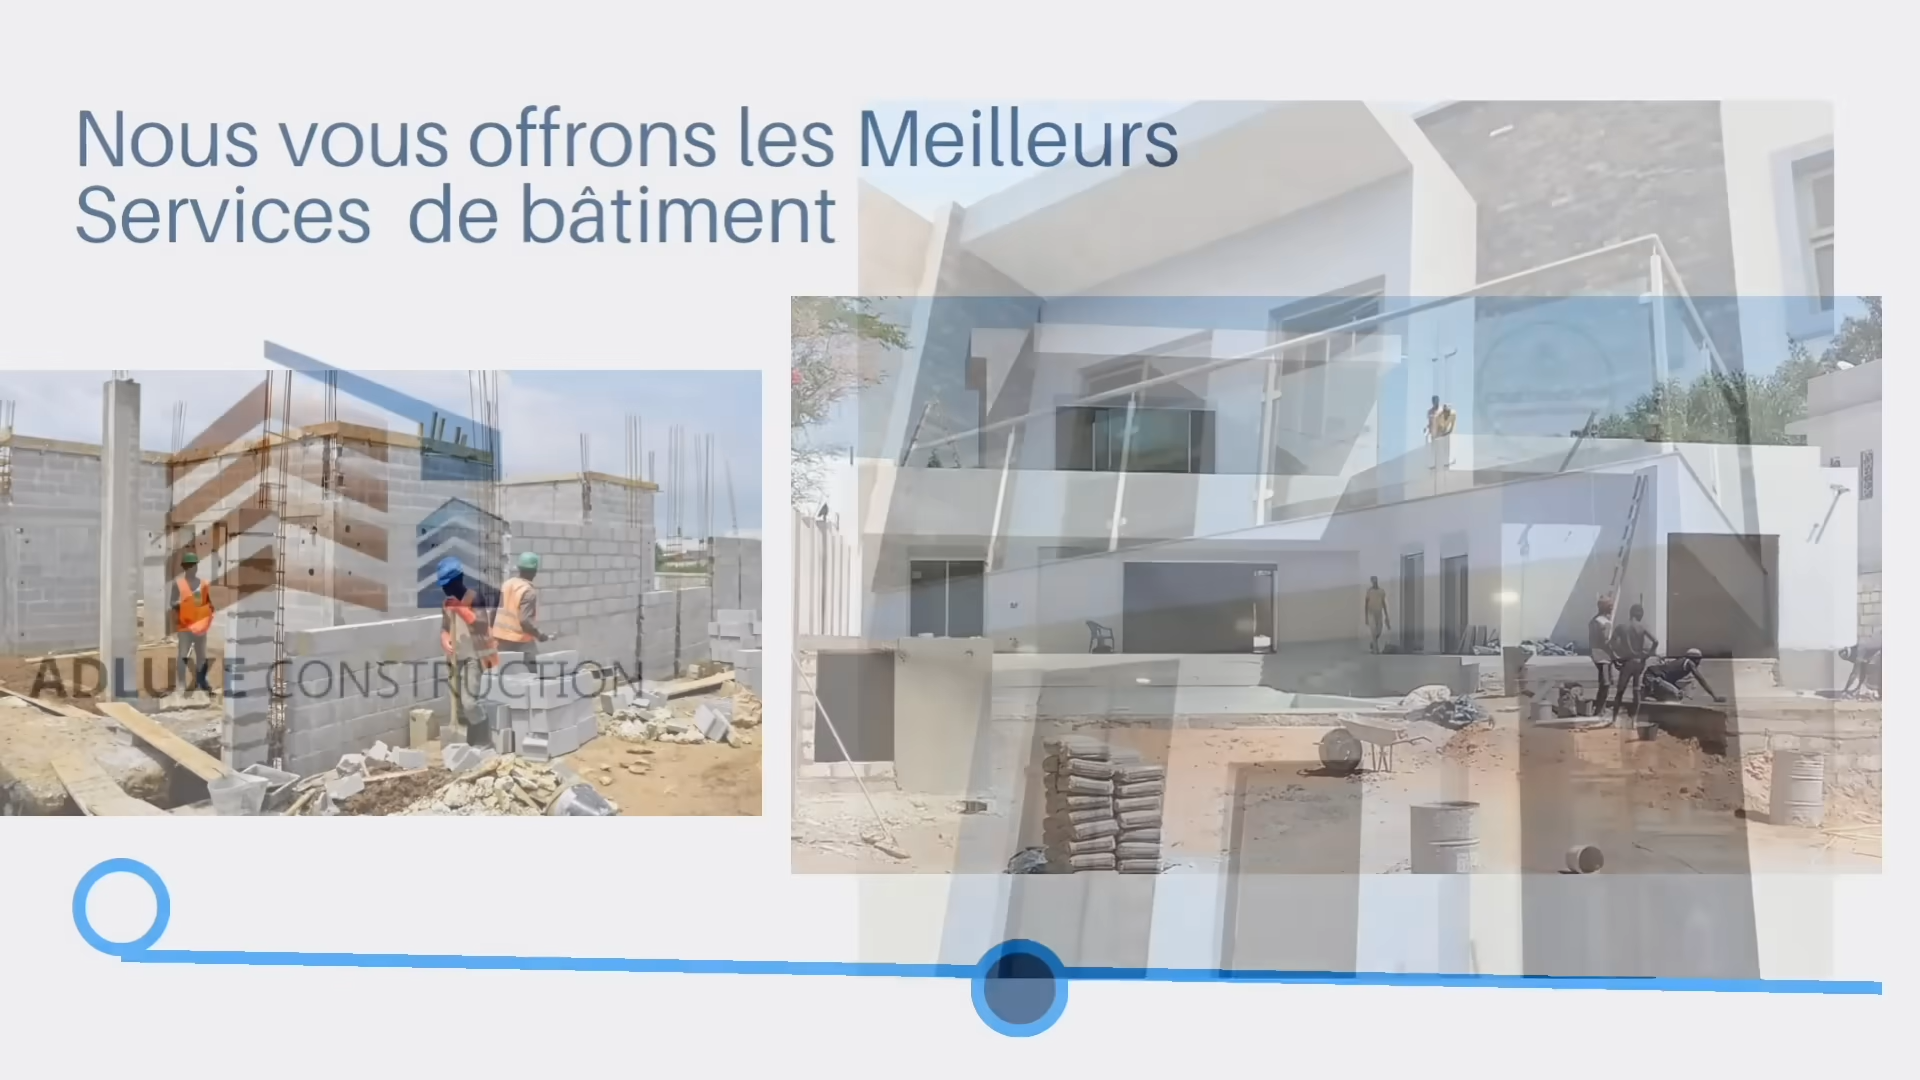 Nous vous offrons les Meilleurs
Services de bâtiment
ADLUXE CONSTRUCTION